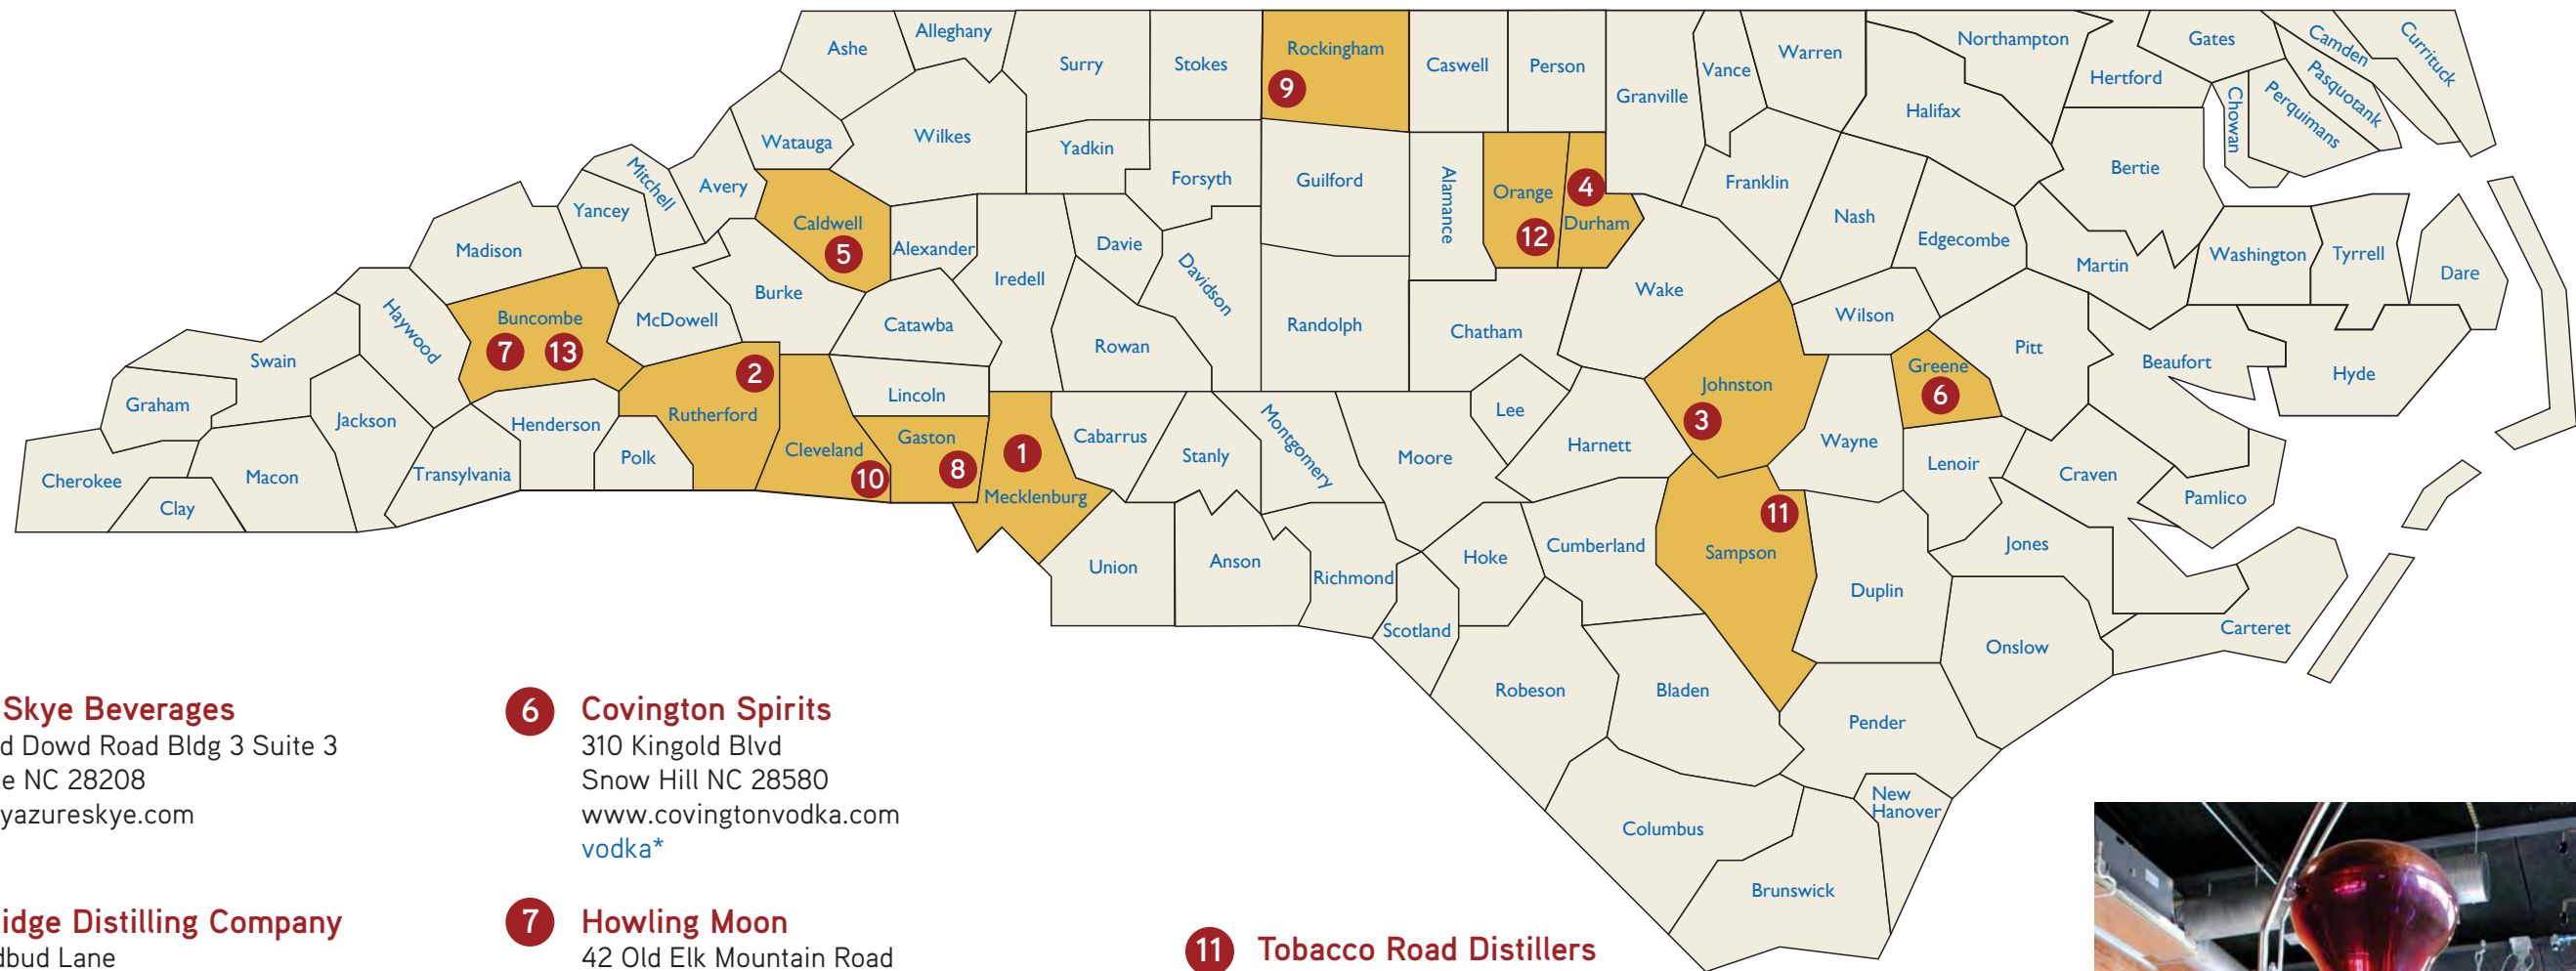 Ashe
Alleghany
Surry
Stokes
Rockingham
9
Caswell
Person
Granville
Vance
Warren
Northampton
Halifax
Hertford
Gates
Camden
Currituck
Pasquotank
Perquimans
Chowan
Bertie
Watauga
Wilkes
Yadkin
Forsyth
Guilford
Alamance
Orange
12
4
Durham
Franklin
Nash
Edgecombe
Martin
Washington
Tyrrell
Dare
Mitchell
Avery
Yancey
Madison
Caldwell
5
Alexander
Iredell
Davie
Davidson
Randolph
Chatham
Wake
Wilson
Pitt
Beaufort
Hyde
Haywood
Buncombe
7
13
McDowell
Burke
Catawba
Rowan
Swain
Graham
Jackson
Henderson
Rutherford
2
Cleveland
10
Lincoln
Gaston
8
1
Mecklenburg
Cabarrus
Stanly
Montgomery
Moore
Lee
Harnett
Johnston
3
Wayne
Greene
6
Lenoir
Craven
Pamlico
Cherokee
Clay
Macon
Transylvania
Polk
Union
Anson
Richmond
Scotland
Hoke
Cumberland
Sampson
11
Duplin
Jones
Onslow
Carteret
Robeson
Bladen
Pender
New
Hanover
Columbus
Brunswick
Skye Beverages
d Dowd Road Bldg 3 Suite 3
e NC 28208
yazureskye.com
idge Distilling Company
dbud Lane
6 Covington Spirits
310 Kingold Blvd
Snow Hill NC 28580
www.covingtonvodka.com
vodka*
7 Howling Moon
42 Old Elk Mountain Road
11 Tobacco Road Distillers